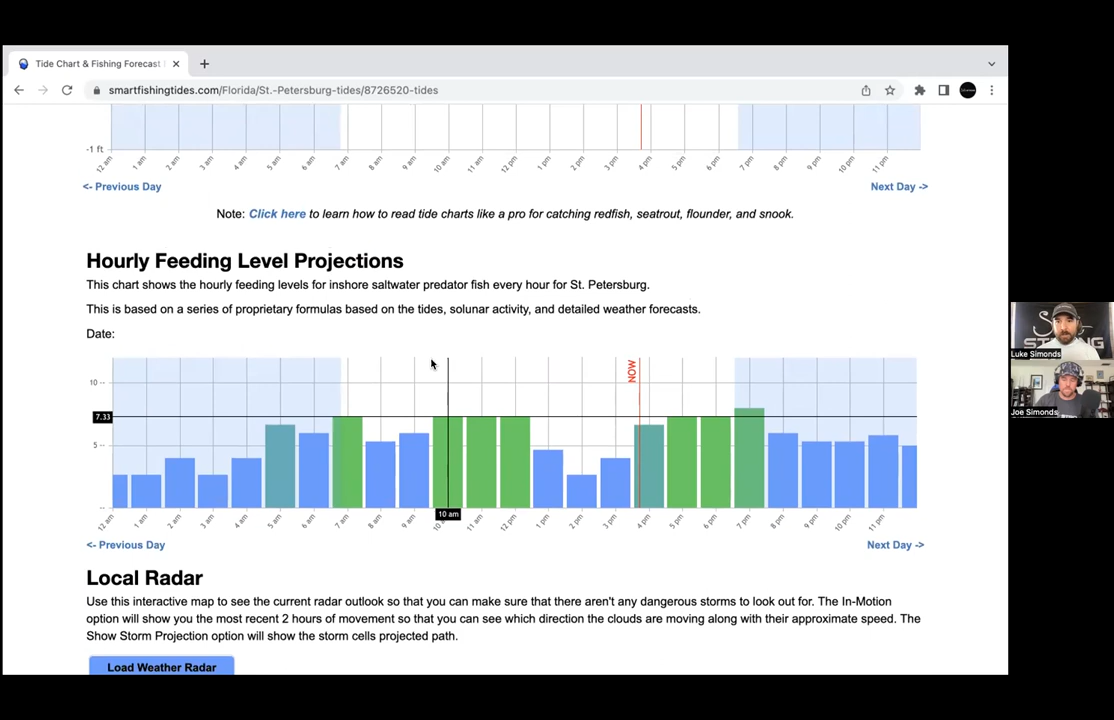 Tide Chart & Fishing Forecast
smartfishingtides.com/Florida/St.-Petersburg-tides/8726520-tides
-1 ft
12 am 1 am 2 am 3 am 4 am 5 am 6 am 7 am 8 am 9 am 10 am 11 am 12 pm 1 pm 2 pm 3 pm 4 pm 5 pm 6 pm 7 pm 8 pm 9 pm 10 pm 11 pm
<- Previous Day
Next Day ->
Note: Click here to learn how to read tide charts like a pro for catching redfish, seatrout, flounder, and snook.
Hourly Feeding Level Projections
This chart shows the hourly feeding levels for inshore saltwater predator fish every hour for St. Petersburg.
This is based on a series of proprietary formulas based on the tides, solunar activity, and detailed weather forecasts.
Date:
NOW
10
7.33
5
10 am
12 am 1 am 2 am 3 am 4 am 5 am 6 am 7 am 8 am 9 am 11 am 12 pm 1 pm 2 pm 3 pm 4 pm 5 pm 6 pm 7 pm 8 pm 9 pm 10 pm 11 pm
<- Previous Day
Next Day ->
Local Radar
Use this interactive map to see the current radar outlook so that you can make sure that there aren't any dangerous storms to look out for. The In-Motion
option will show you the most recent 2 hours of movement so that you can see which direction the clouds are moving along with their approximate speed. The
Show Storm Projection option will show the storm cells projected path.
Load Weather Radar
Luke Simonds
Joe Simonds